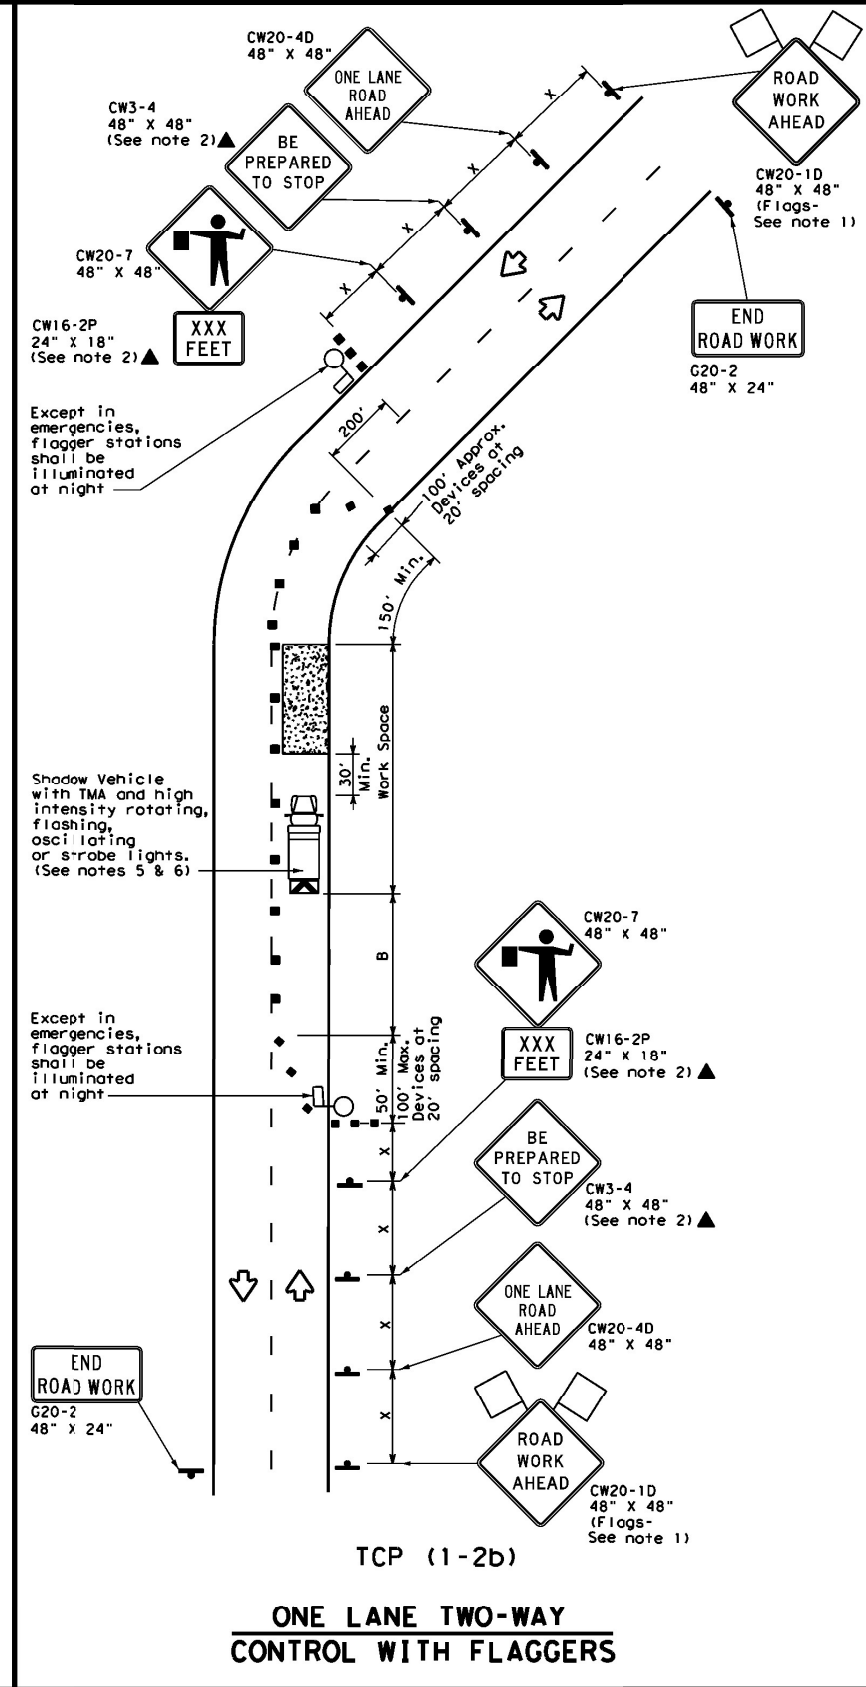 CW20-4D
48" X 48"
ONE LANE
ROAD
AHEAD
ROAD
WORK
AHEAD
CW3-4
48" X 48"
(See note 2)▲
BE
PREPARED
TO STOP
CW20-1D
48" X 48"
(Flags-
See note 1)
CW20-7
48" X 48"
X
X
X
X
CW16-2P
24" X 18"
(See note 2)▲
XXX
FEET
END
ROAD WORK
G20-2
48" X 24"
Except in
emergencies,
flagger stations
shall be
illuminated
at night
200'
100' Approx.
Devices at
20' spacing
150' Min.
30'
Min.
Work Space
Shadow Vehicle
with TMA and high
intensity rotating,
flashing,
oscillating
or strobe lights.
(See notes 5 & 6)
B
CW20-7
48" X 48"
Except in
emergencies,
flagger stations
shall be
illuminated
at night
50' Min.
100' Max.
Devices at
20' spacing
XXX
FEET
CW16-2P
24" X 18"
(See note 2)▲
X
BE
PREPARED
TO STOP
CW3-4
48" X 48"
(See note 2)▲
X
ONE LANE
ROAD
AHEAD
CW20-4D
48" X 48"
X
END
ROAD WORK
G20-2
48" X 24"
X
ROAD
WORK
AHEAD
CW20-1D
48" X 48"
(Flags-
See note 1)
TCP (1-2b)
ONE LANE TWO-WAY
CONTROL WITH FLAGGERS